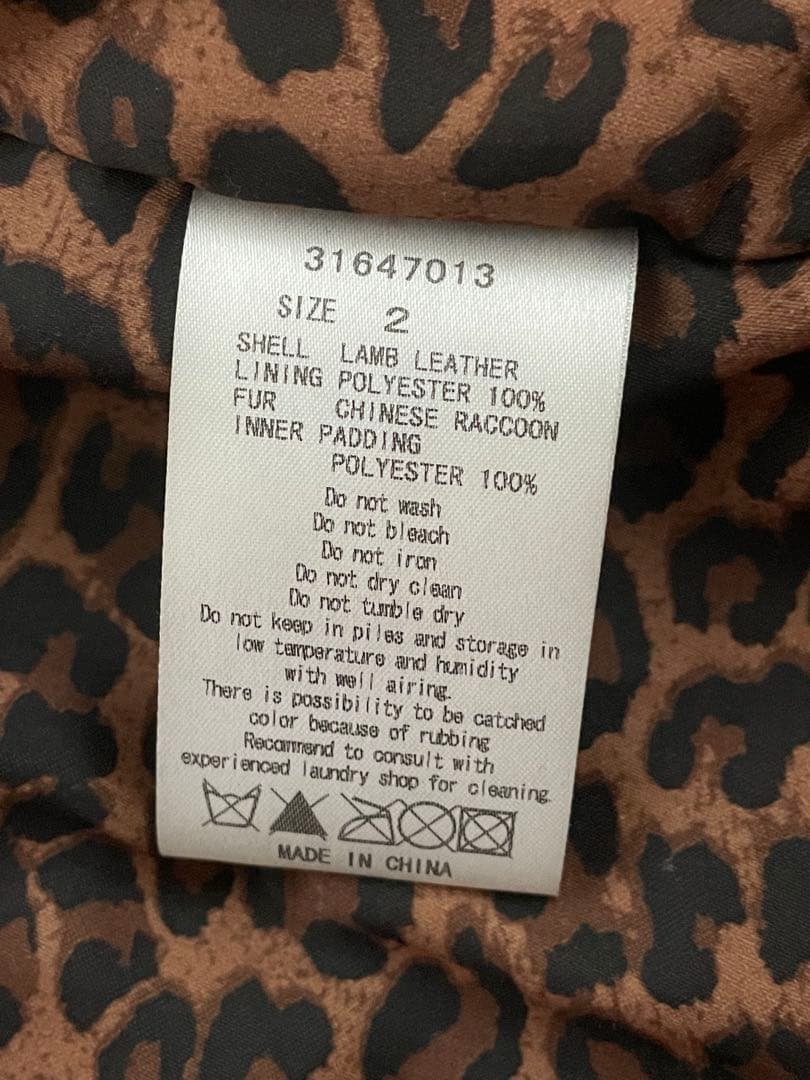 31647013
SIZE 2
SHELL LAMB LEATHER
LINING POLYESTER 100%
FUR CHINESE RACCOON
INNER PADDING
POLYESTER 100%
Do not wash
Do not bleach
Do not iron
Do not dry clean
Do not tumble dry
Do not keep in piles and storage in
low temperature and humidity
with well airing.
There is possibility to be catched
color because of rubbing
Recommend to consult with
experienced laundry shop for cleaning.
MADE IN CHINA